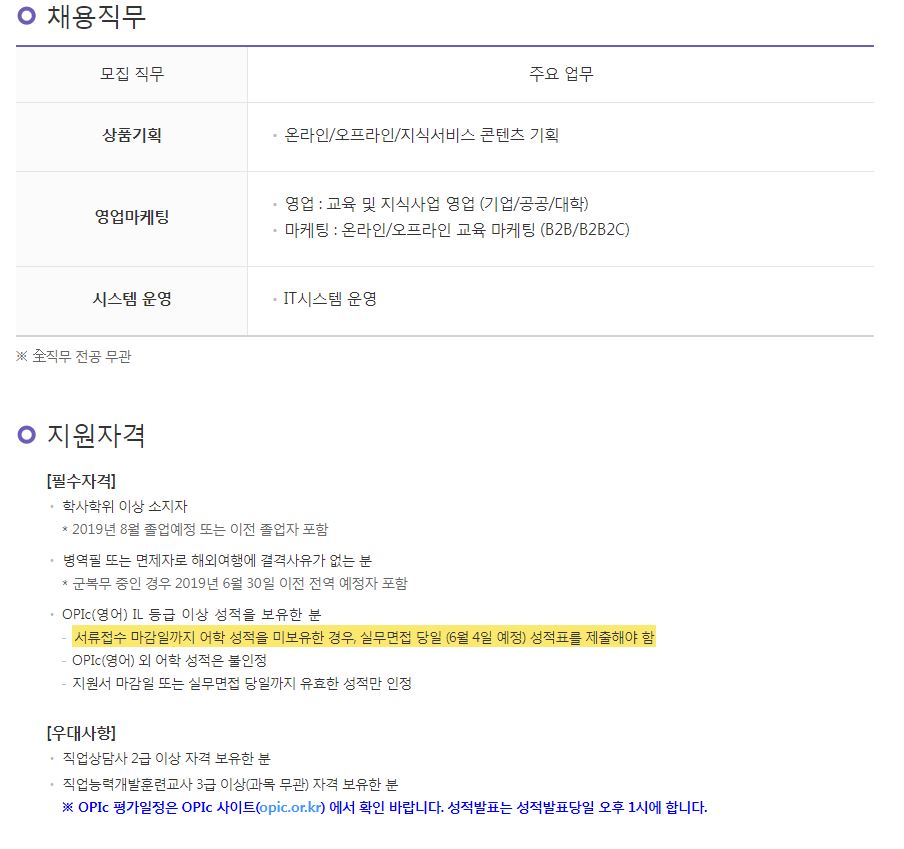 채용직무
모집 직무
주요 업무
상품기획
· 온라인/오프라인/지식서비스 콘텐츠 기획
영업마케팅
· 영업 : 교육 및 지식사업 영업 (기업/공공/대학)
· 마케팅 : 온라인/오프라인 교육 마케팅 (B2B/B2B2C)
시스템 운영
· IT시스템 운영
※ 全직무 전공 무관
지원자격
[필수자격]
· 학사학위 이상 소지자
* 2019년 8월 졸업예정 또는 이전 졸업자 포함
· 병역필 또는 면제자로 해외여행에 결격사유가 없는 분
* 군복무 중인 경우 2019년 6월 30일 이전 전역 예정자 포함
· OPIc(영어) IL 등급 이상 성적을 보유한 분
- 서류접수 마감일까지 어학 성적을 미보유한 경우, 실무면접 당일 (6월 4일 예정) 성적표를 제출해야 함
- OPIc(영어) 외 어학 성적은 불인정
- 지원서 마감일 또는 실무면접 당일까지 유효한 성적만 인정
[우대사항]
· 직업상담사 2급 이상 자격 보유한 분
· 직업능력개발훈련교사 3급 이상(과목 무관) 자격 보유한 분
※ OPIc 평가일정은 OPIc 사이트(opic.or.kr) 에서 확인 바랍니다. 성적발표는 성적발표당일 오후 1시에 합니다.